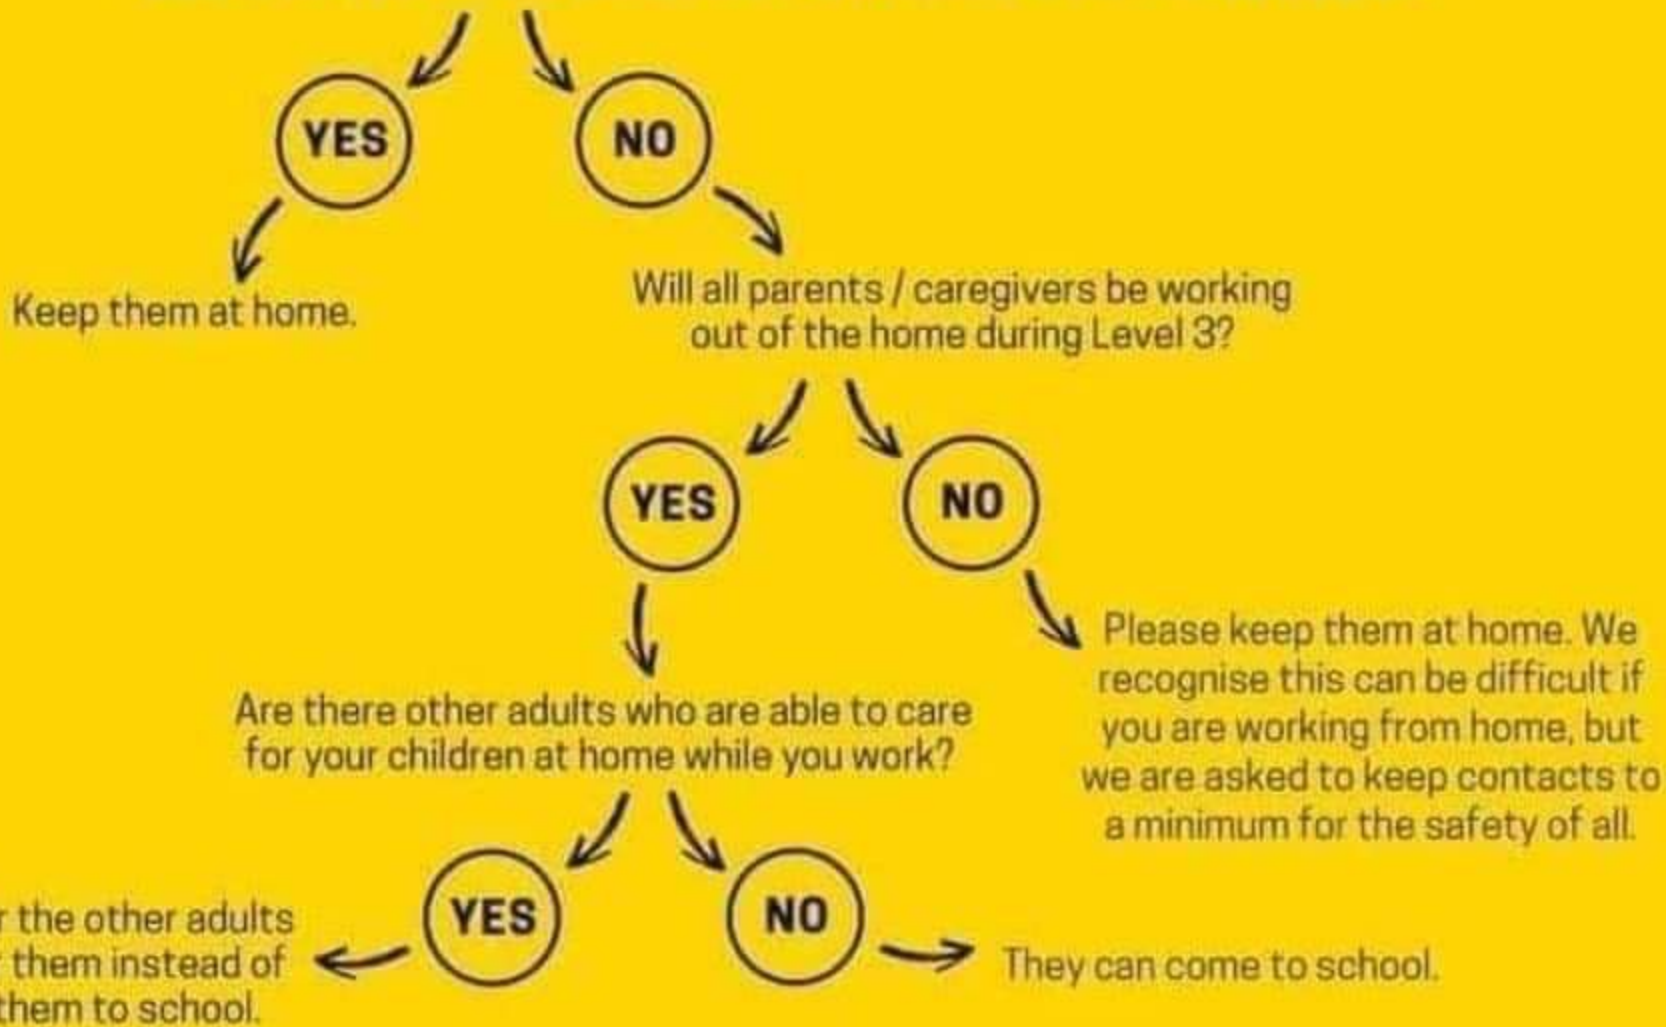 YES
NO
Keep them at home.
Will all parents / caregivers be working
out of the home during Level 3?
YES
NO
Please keep them at home. We
recognise this can be difficult if
you are working from home, but
we are asked to keep contacts to
a minimum for the safety of all.
Are there other adults who are able to care
for your children at home while you work?
YES
NO
the other adults
them instead of
them to school.
They can come to school.